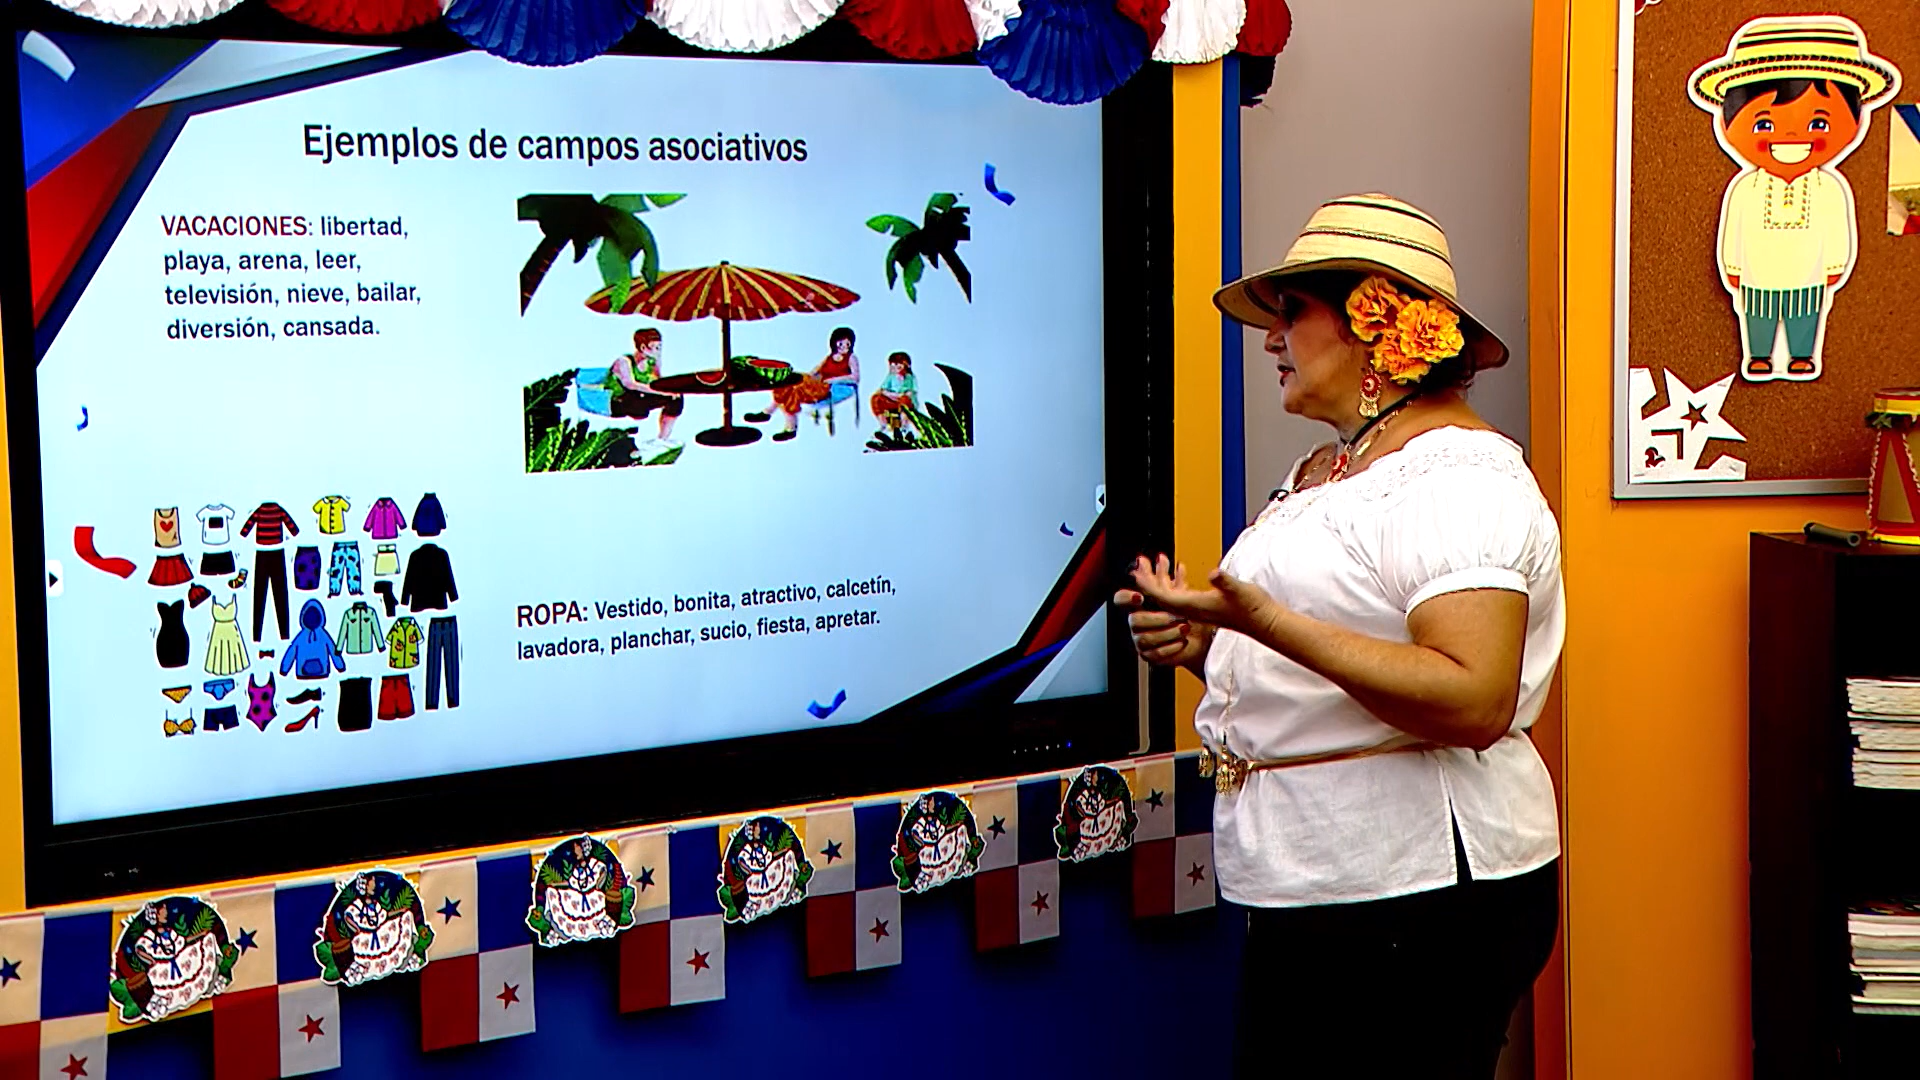 Ejemplos de campos asociativos
VACACIONES: libertad,
playa, arena, leer,
televisión, nieve, bailar,
diversión, cansada.
ROPA: Vestido, bonita, atractivo, calcetín,
lavadora, planchar, sucio, fiesta, apretar.